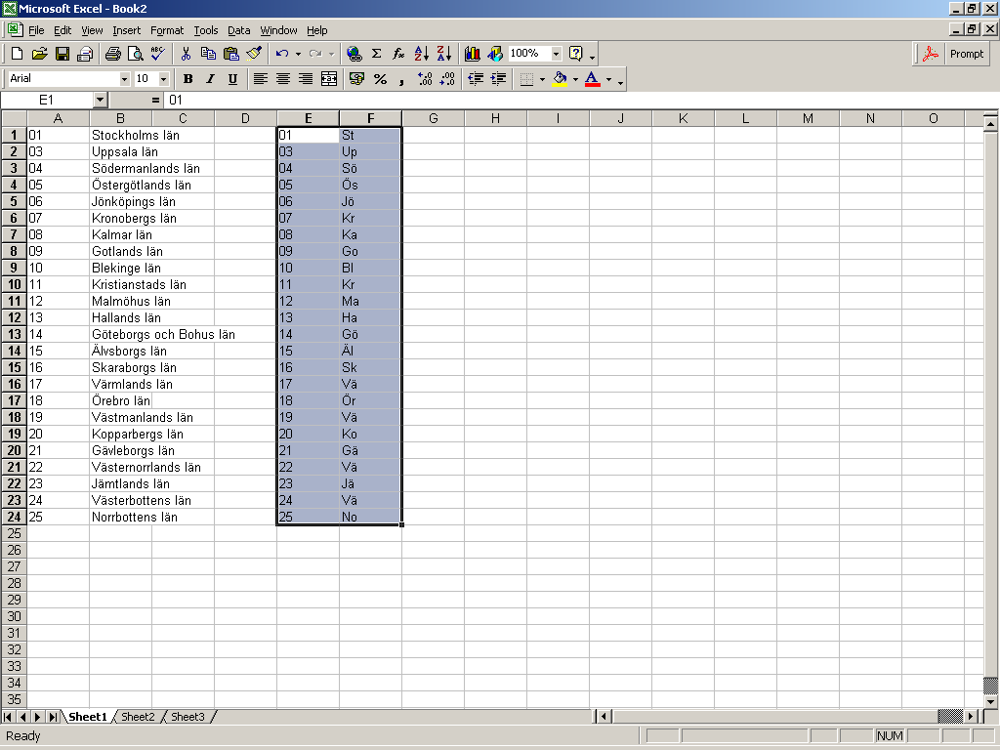 Microsoft Excel - Book2
File Edit View Insert Format Tools Data Window Help
100% Prompt
Arial 10 B I U % ,
E1 = 01
A B C D E F G H I J K L M N O
1 01 Stockholms län 01 St
2 03 Uppsala län 03 Up
3 04 Södermanlands län 04 Sö
4 05 Östergötlands län 05 Ös
5 06 Jönköpings län 06 Jö
6 07 Kronobergs län 07 Kr
7 08 Kalmar län 08 Ka
8 09 Gotlands län 09 Go
9 10 Blekinge län 10 Bl
10 11 Kristianstads län 11 Kr
11 12 Malmöhus län 12 Ma
12 13 Hallands län 13 Ha
13 14 Göteborgs och Bohus län 14 Gö
14 15 Älvsborgs län 15 Äl
15 16 Skaraborgs län 16 Sk
16 17 Värmlands län 17 Vä
17 18 Örebro län 18 Ör
18 19 Västmanlands län 19 Vä
19 20 Kopparbergs län 20 Ko
20 21 Gävleborgs län 21 Gä
21 22 Västernorrlands län 22 Vä
22 23 Jämtlands län 23 Jä
23 24 Västerbottens län 24 Vä
24 25 Norrbottens län 25 No
25
26
27
28
29
30
31
32
33
34
35
Sheet1 Sheet2 Sheet3
Ready NUM